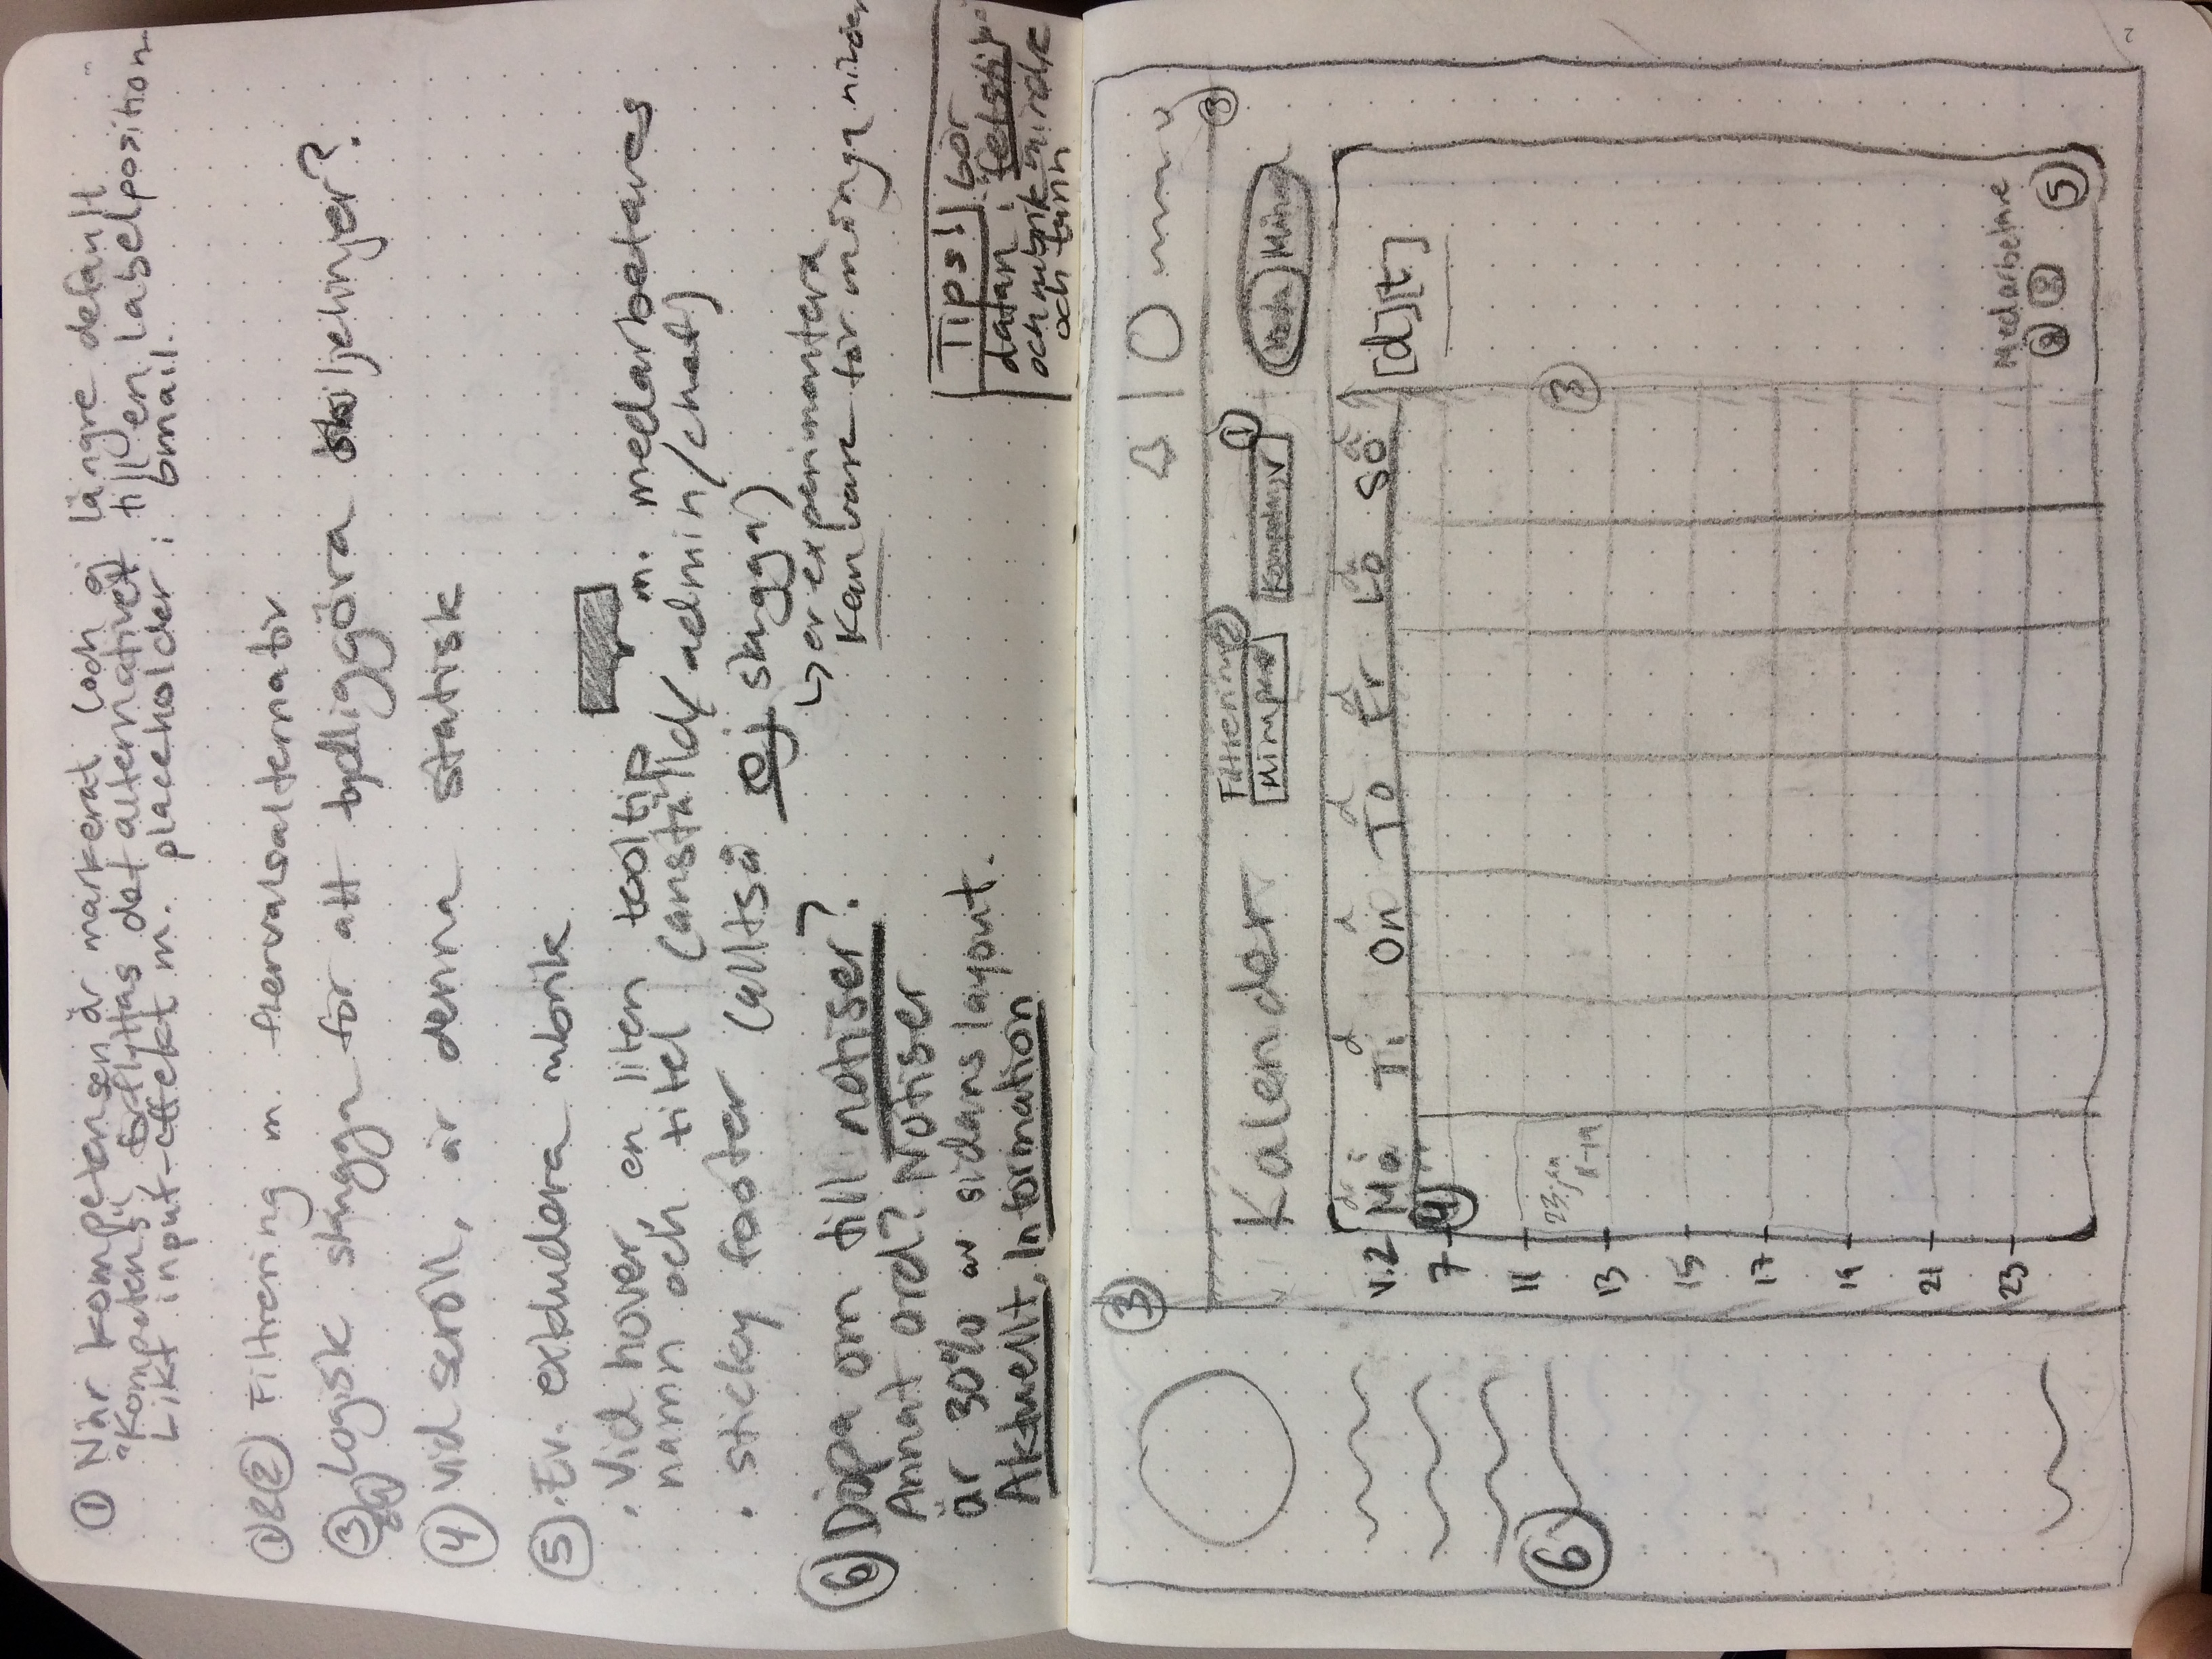 ① När kompetensen är markerat (och ej längre default
"Kompetens", förflyttas det alternativet till en labelposition
Likt input-effekt m. placeholder i Gmail.
①&② Filtrering m. flervalsalternativ
③ Logisk skugga för att tydliggöra skiljelinjer?
&4
④ vid scroll, är denna statisk
⑤ · Ev. exkludera rubrik
· Vid hover, en liten tooltip m. medarbetares
namn och titel (anställd/admin/chef)
· sticky footer (alltså ej skugga)
↳ ev experimentera
Kan vara för många nivåer
⑥ Döpa om till notiser?
Annat ord? Notiser
är 30% av sidans layout.
Aktuellt, Information
Tips! bör
datan i "fetstil"
och rubrik mindre
och tunn
③
③
Kalender
Filtrering ②
①
Kompetens v
Vecka Månad
d d d d d d d
v.2 Må Ti On To Fr Lö Sö [d][t]
7 ④
11
23 jan
11-19
13
③
⑥
15
17
19
21
23
Medarbetare
⑤
2